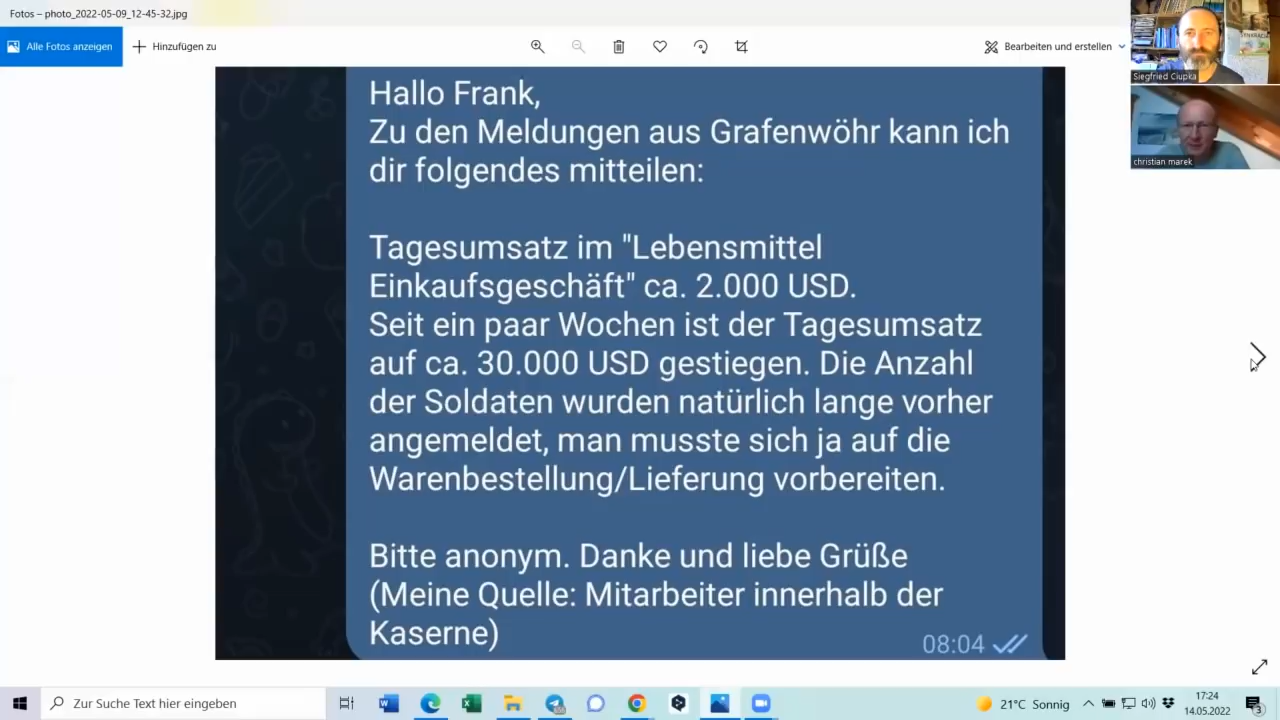 Fotos – photo_2022-05-09_12-45-32.jpg
Alle Fotos anzeigen
Hinzufügen zu
Bearbeiten und erstellen
Siegfried Ciupka
christian marek
Hallo Frank,
Zu den Meldungen aus Grafenwöhr kann ich
dir folgendes mitteilen:
Tagesumsatz im "Lebensmittel
Einkaufsgeschäft" ca. 2.000 USD.
Seit ein paar Wochen ist der Tagesumsatz
auf ca. 30.000 USD gestiegen. Die Anzahl
der Soldaten wurden natürlich lange vorher
angemeldet, man musste sich ja auf die
Warenbestellung/Lieferung vorbereiten.
Bitte anonym. Danke und liebe Grüße
(Meine Quelle: Mitarbeiter innerhalb der
Kaserne)
08:04
Zur Suche Text hier eingeben
21°C Sonnig
17:24
14.05.2022